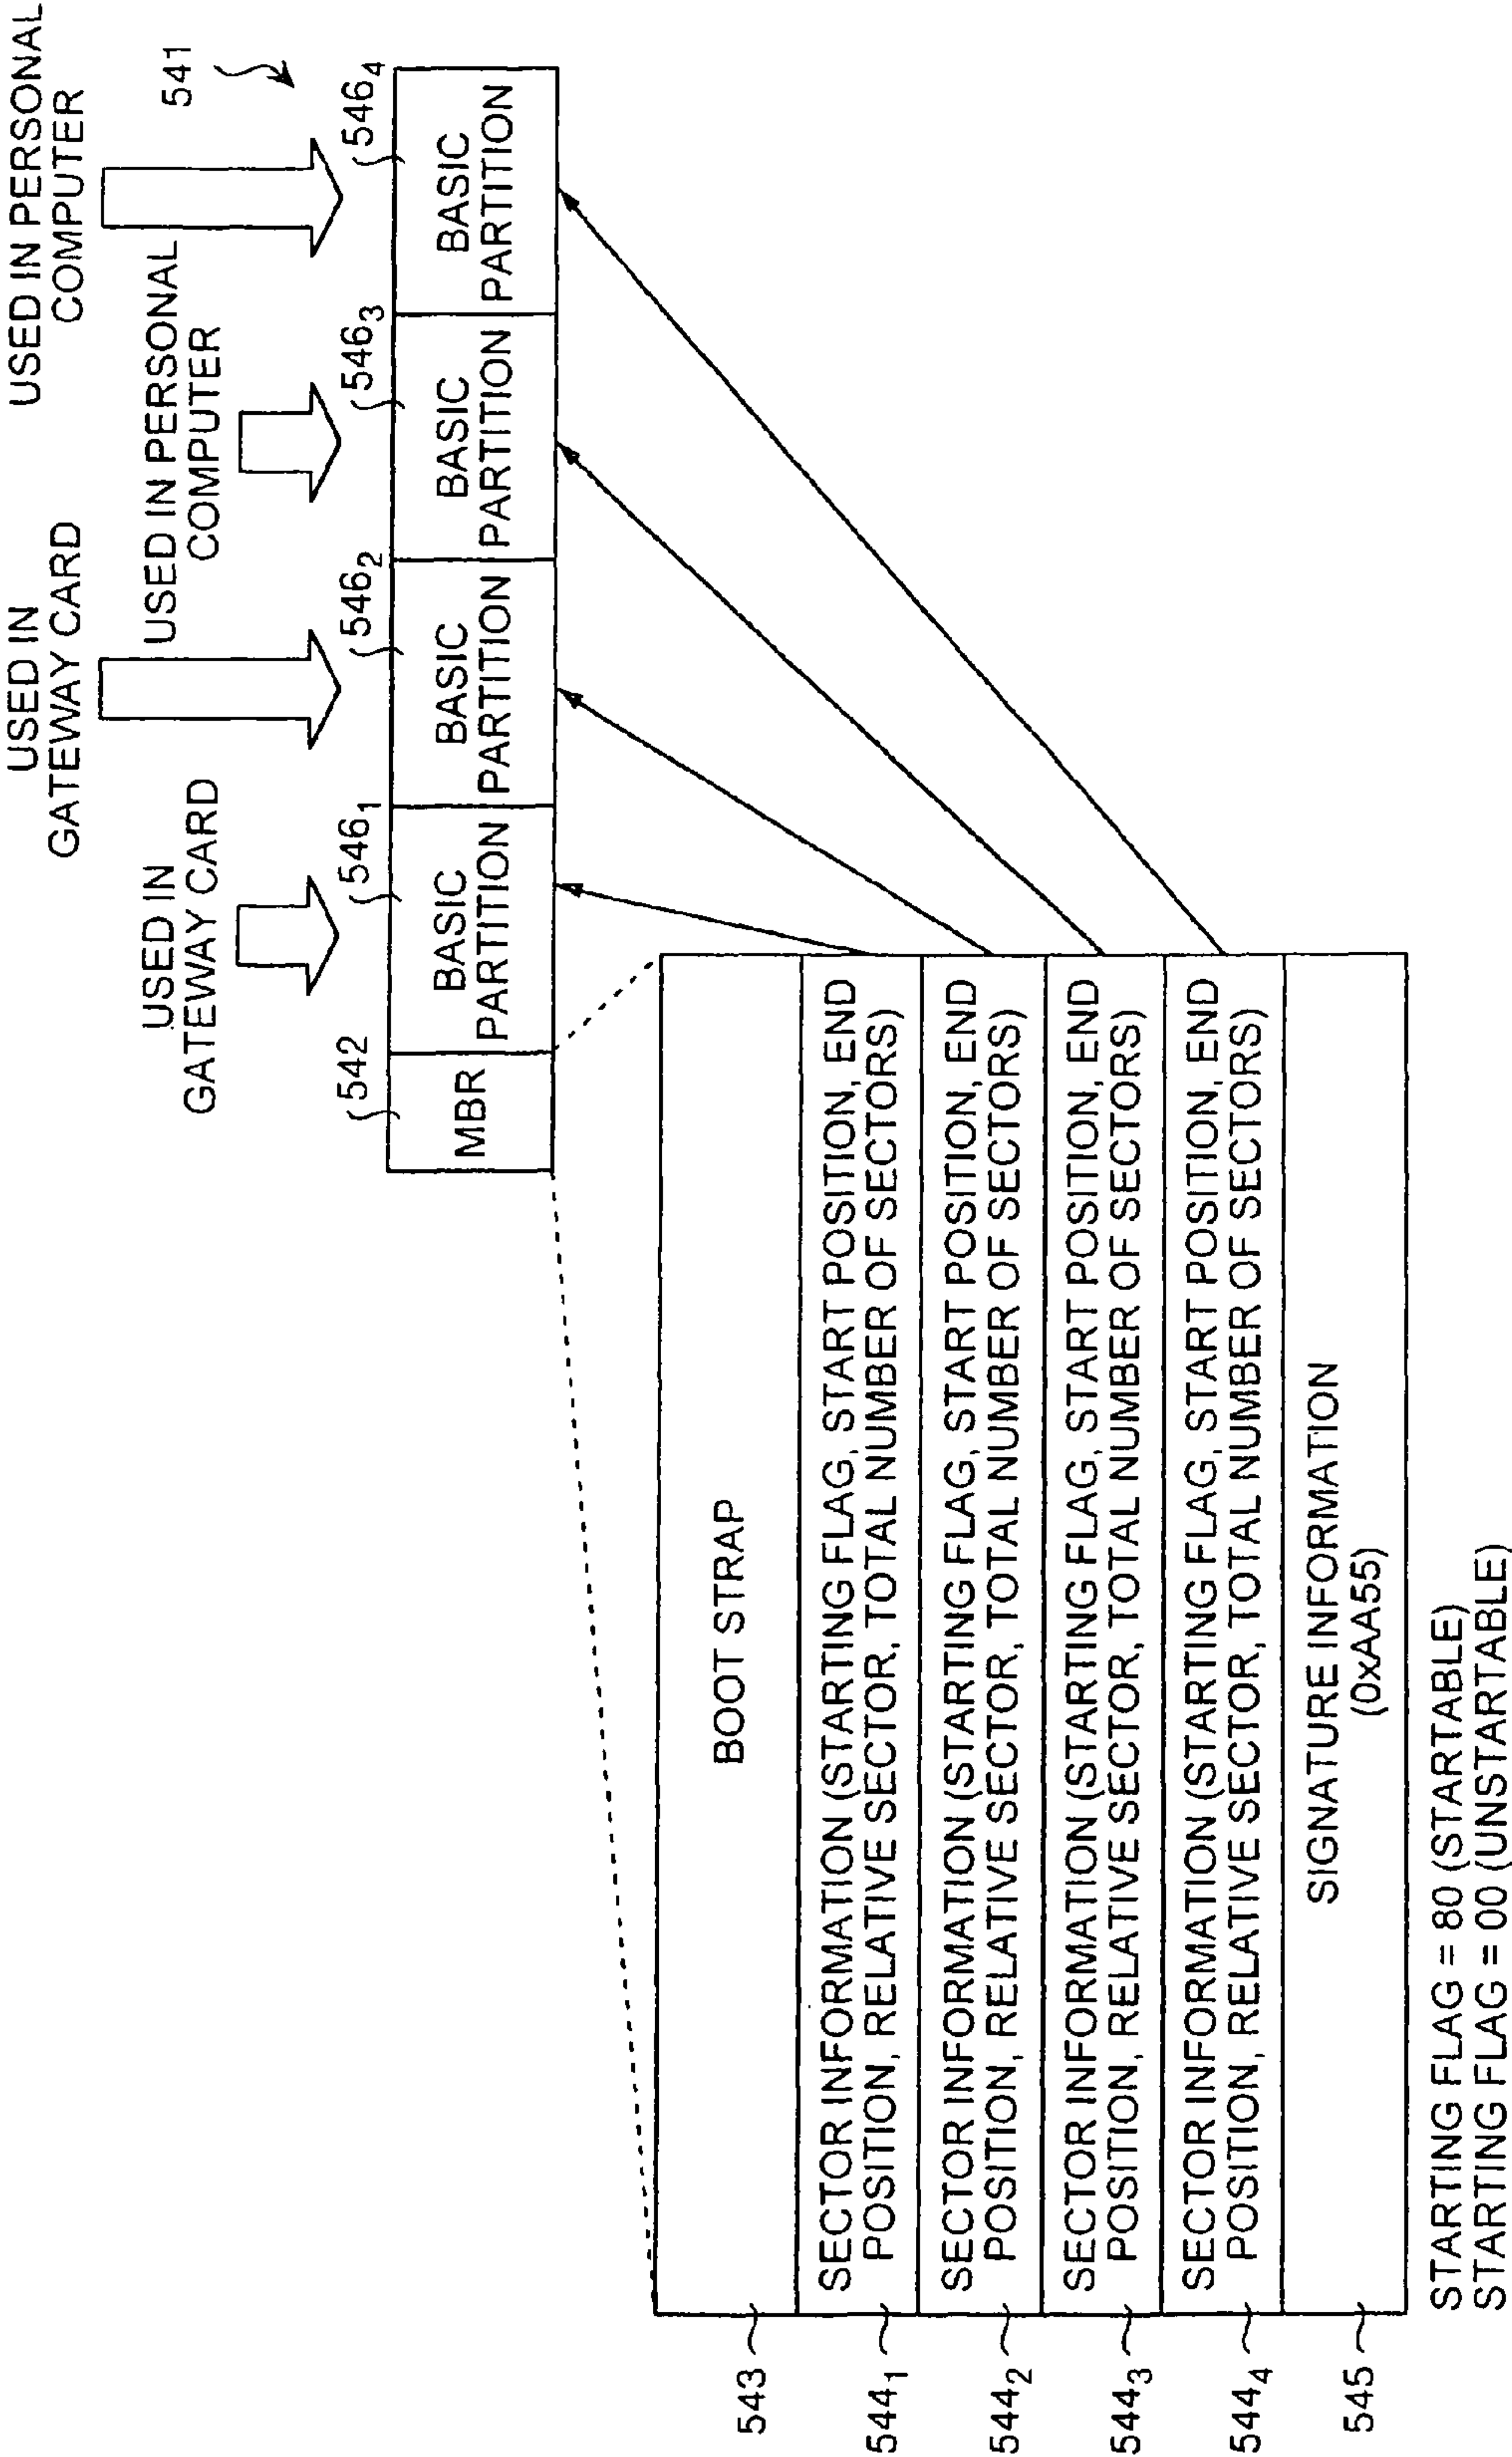 USED IN
GATEWAY CARD
USED IN PERSONAL
COMPUTER
USED IN
GATEWAY CARD
USED IN PERSONAL
COMPUTER
541
542
546₁
546₂
546₃
546₄
MBR
BASIC
PARTITION
BASIC
PARTITION
BASIC
PARTITION
BASIC
PARTITION
543
BOOT STRAP
544₁
SECTOR INFORMATION (STARTING FLAG, START POSITION, END
POSITION, RELATIVE SECTOR, TOTAL NUMBER OF SECTORS)
544₂
SECTOR INFORMATION (STARTING FLAG, START POSITION, END
POSITION, RELATIVE SECTOR, TOTAL NUMBER OF SECTORS)
544₃
SECTOR INFORMATION (STARTING FLAG, START POSITION, END
POSITION, RELATIVE SECTOR, TOTAL NUMBER OF SECTORS)
544₄
SECTOR INFORMATION (STARTING FLAG, START POSITION, END
POSITION, RELATIVE SECTOR, TOTAL NUMBER OF SECTORS)
545
SIGNATURE INFORMATION
(0xAA55)
STARTING FLAG = 80 (STARTABLE)
STARTING FLAG = 00 (UNSTARTABLE)